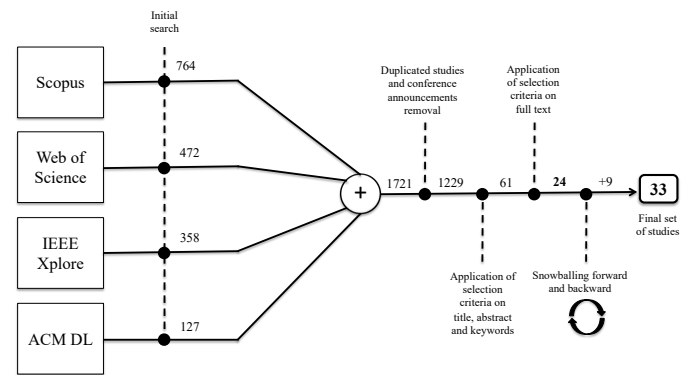 Initial
search
Scopus
764
Web of
Science
472
IEEE
Xplore
358
ACM DL
127
+
1721
Duplicated studies
and conference
announcements
removal
1229
Application of
selection
criteria on
title, abstract
and keywords
61
Application
of selection
criteria on
full text
24
Snowballing forward
and backward
+9
33
Final set
of studies